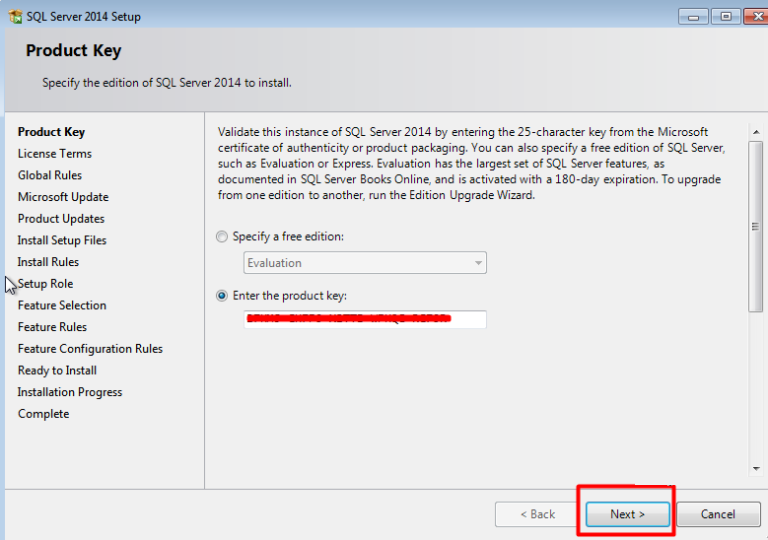 SQL Server 2014 Setup
Product Key
Specify the edition of SQL Server 2014 to install.
Product Key
License Terms
Global Rules
Microsoft Update
Product Updates
Install Setup Files
Install Rules
Setup Role
Feature Selection
Feature Rules
Feature Configuration Rules
Ready to Install
Installation Progress
Complete
Validate this instance of SQL Server 2014 by entering the 25-character key from the Microsoft
certificate of authenticity or product packaging. You can also specify a free edition of SQL Server,
such as Evaluation or Express. Evaluation has the largest set of SQL Server features, as
documented in SQL Server Books Online, and is activated with a 180-day expiration. To upgrade
from one edition to another, run the Edition Upgrade Wizard.
Specify a free edition:
Evaluation
Enter the product key:
< Back
Next >
Cancel